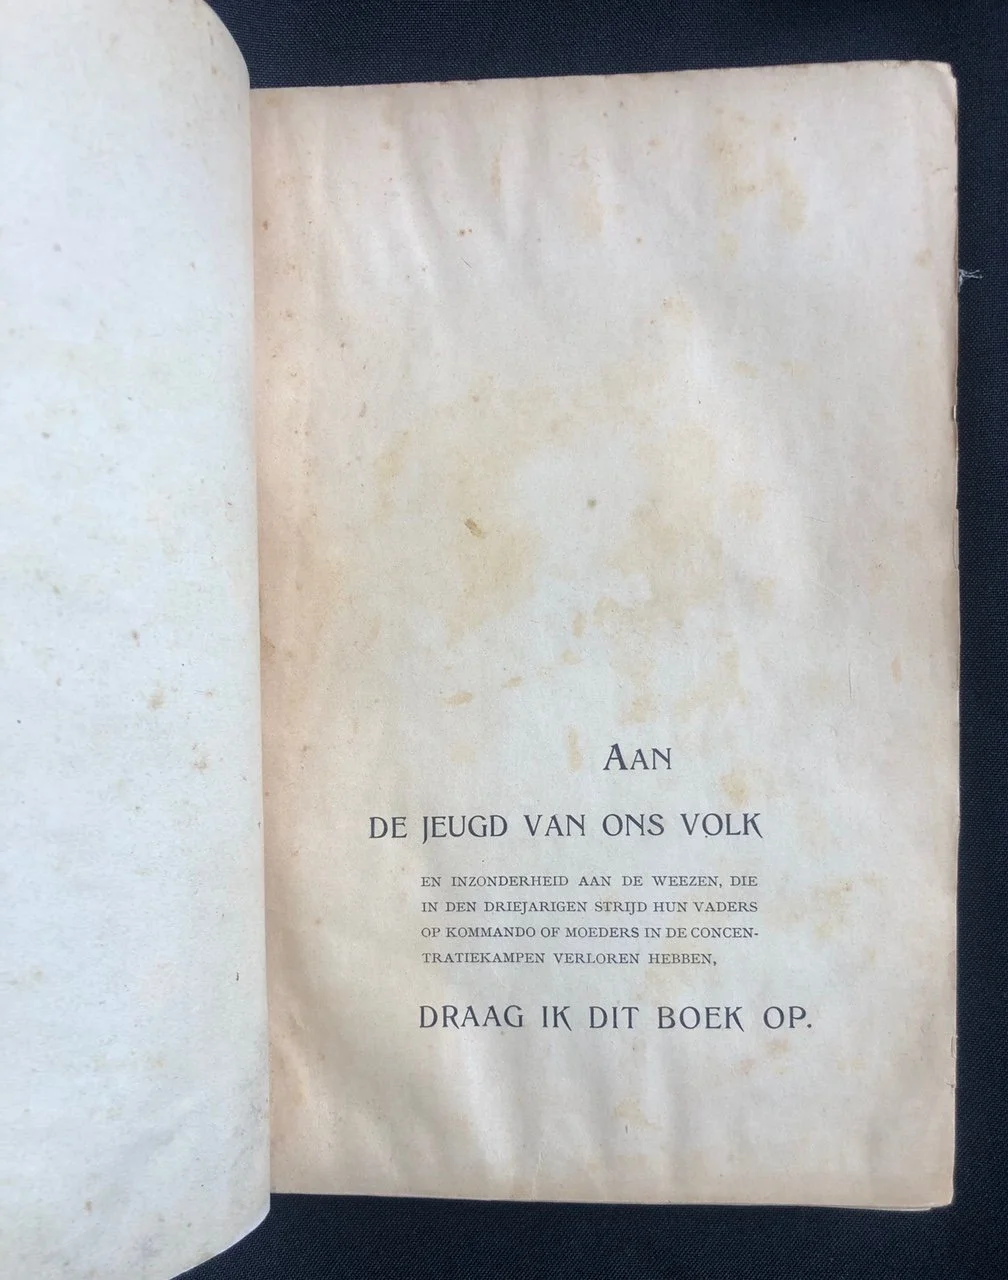 AAN
DE JEUGD VAN ONS VOLK
EN INZONDERHEID AAN DE WEEZEN, DIE
IN DEN DRIEJARIGEN STRIJD HUN VADERS
OP KOMMANDO OF MOEDERS IN DE CONCEN-
TRATIEKAMPEN VERLOREN HEBBEN,
DRAAG IK DIT BOEK OP.